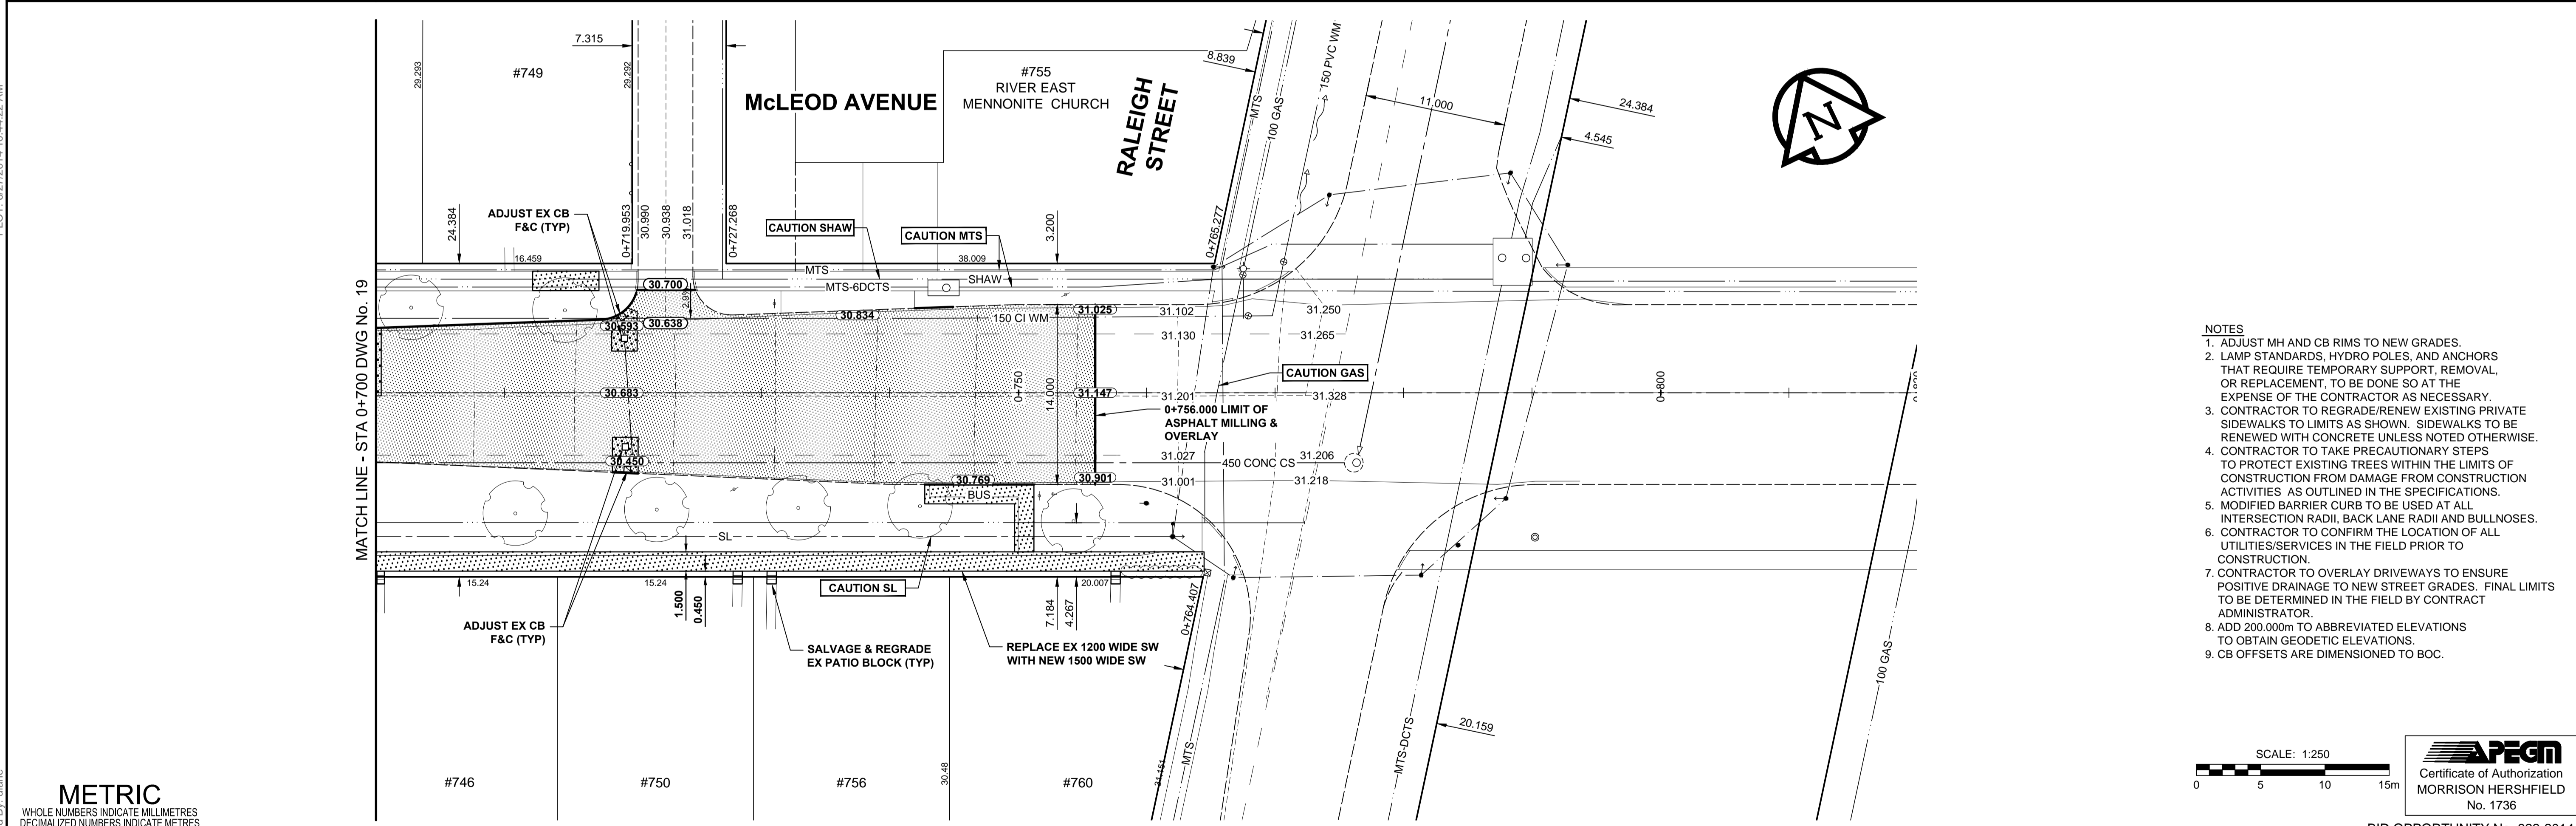 7.315
29.293
#749
29.292
McLEOD AVENUE
#755
RIVER EAST
MENNONITE CHURCH
RALEIGH
STREET
8.839
MTS
100 GAS
150 PVC WM
11.000
24.384
4.545
N
24.384
ADJUST EX CB
F&C (TYP)
0+719.953
30.990
30.938
31.018
0+727.268
CAUTION SHAW
CAUTION MTS
3.200
0+765.277
16.459
MTS
38.009
SHAW
MTS-6DCTS
30.700
30.593
30.638
30.834
150 CI WM
31.025
31.102
31.250
31.130
31.265
MATCH LINE - STA 0+700 DWG No. 19
30.683
0+750
14.000
31.147
31.201
31.328
CAUTION GAS
0+800
0+756.000 LIMIT OF
ASPHALT MILLING &
OVERLAY
30.450
31.027
450 CONC CS
31.206
30.769
30.901
31.001
31.218
BUS
SL
15.24
15.24
20.007
1.500
0.450
CAUTION SL
7.184
4.267
0+764.407
ADJUST EX CB
F&C (TYP)
SALVAGE & REGRADE
EX PATIO BLOCK (TYP)
REPLACE EX 1200 WIDE SW
WITH NEW 1500 WIDE SW
100 GAS
20.159
MTS
MTS-DCTS
#746
#750
#756
30.48
#760
31.151
NOTES
1. ADJUST MH AND CB RIMS TO NEW GRADES.
2. LAMP STANDARDS, HYDRO POLES, AND ANCHORS
THAT REQUIRE TEMPORARY SUPPORT, REMOVAL,
OR REPLACEMENT, TO BE DONE SO AT THE
EXPENSE OF THE CONTRACTOR AS NECESSARY.
3. CONTRACTOR TO REGRADE/RENEW EXISTING PRIVATE
SIDEWALKS TO LIMITS AS SHOWN. SIDEWALKS TO BE
RENEWED WITH CONCRETE UNLESS NOTED OTHERWISE.
4. CONTRACTOR TO TAKE PRECAUTIONARY STEPS
TO PROTECT EXISTING TREES WITHIN THE LIMITS OF
CONSTRUCTION FROM DAMAGE FROM CONSTRUCTION
ACTIVITIES AS OUTLINED IN THE SPECIFICATIONS.
5. MODIFIED BARRIER CURB TO BE USED AT ALL
INTERSECTION RADII, BACK LANE RADII AND BULLNOSES.
6. CONTRACTOR TO CONFIRM THE LOCATION OF ALL
UTILITIES/SERVICES IN THE FIELD PRIOR TO
CONSTRUCTION.
7. CONTRACTOR TO OVERLAY DRIVEWAYS TO ENSURE
POSITIVE DRAINAGE TO NEW STREET GRADES. FINAL LIMITS
TO BE DETERMINED IN THE FIELD BY CONTRACT
ADMINISTRATOR.
8. ADD 200.000m TO ABBREVIATED ELEVATIONS
TO OBTAIN GEODETIC ELEVATIONS.
9. CB OFFSETS ARE DIMENSIONED TO BOC.
SCALE: 1:250
0 5 10 15m
APEGM
Certificate of Authorization
MORRISON HERSHFIELD
No. 1736
METRIC
WHOLE NUMBERS INDICATE MILLIMETRES
DECIMALIZED NUMBERS INDICATE METRES